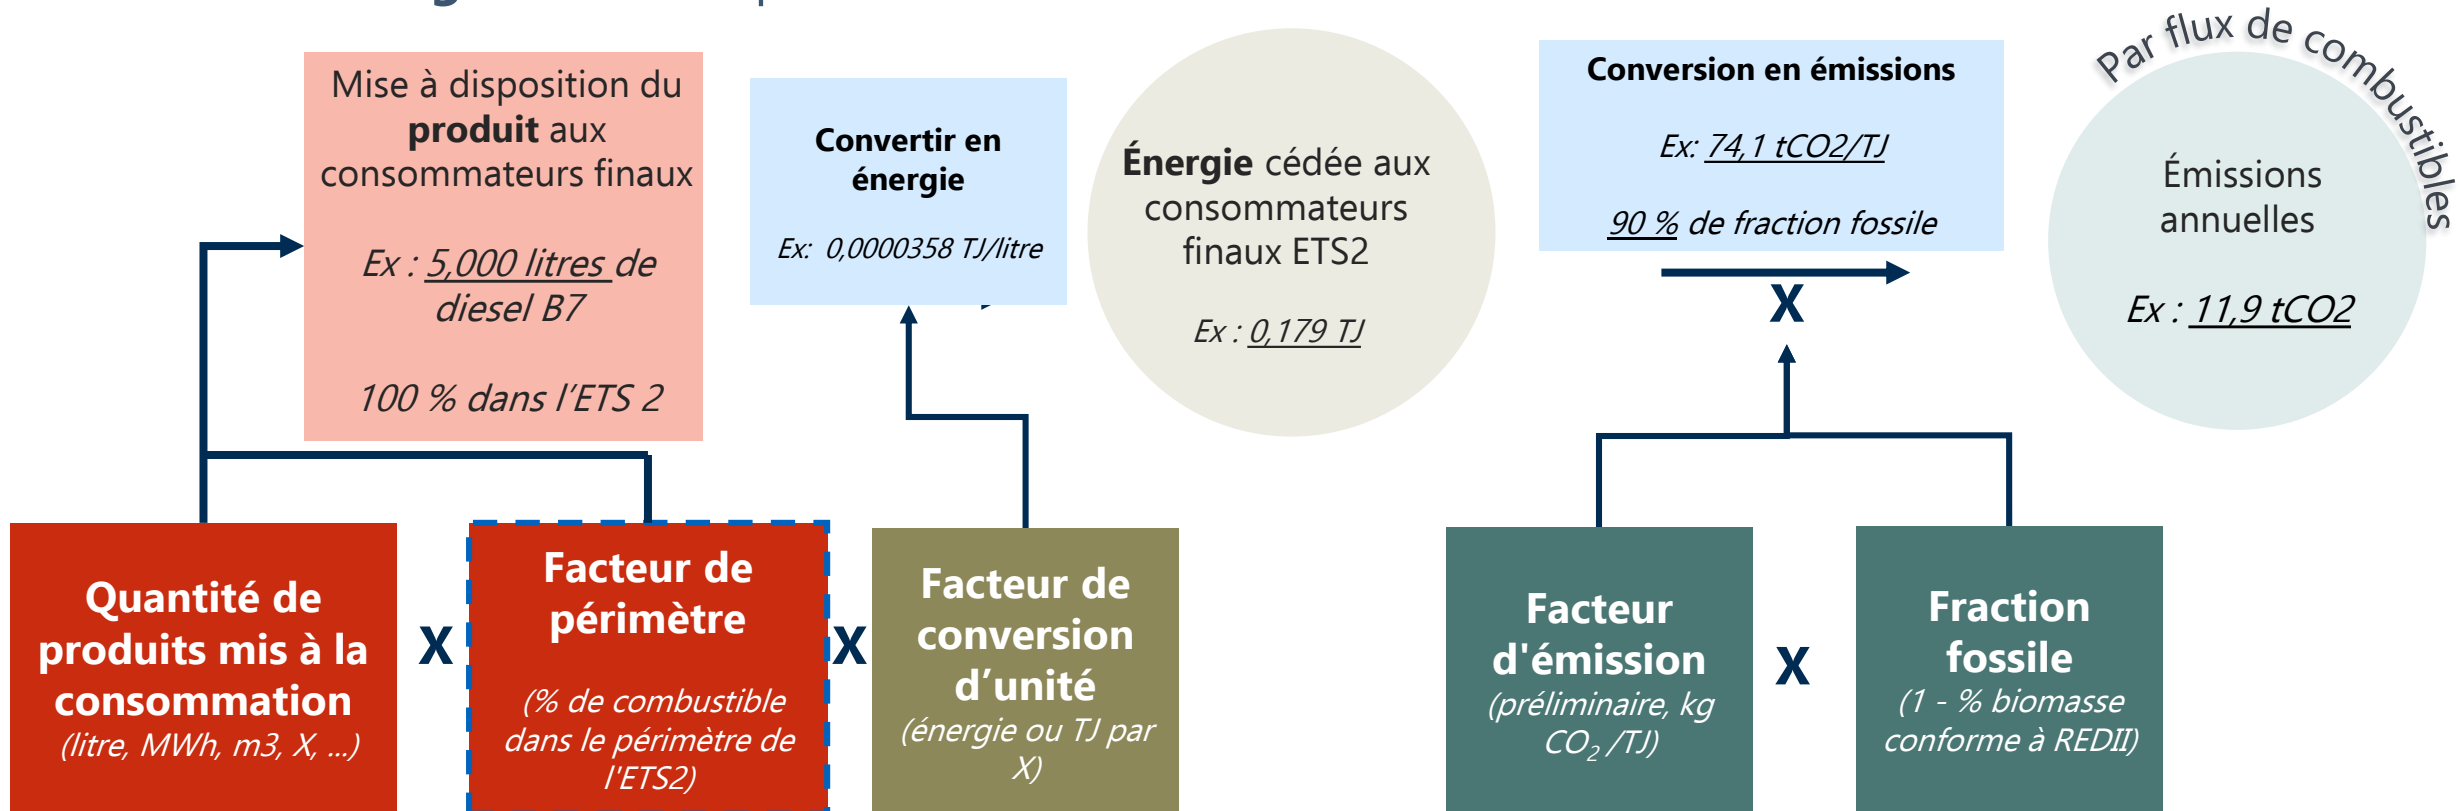 Mise à disposition du
produit aux
consommateurs finaux
Ex : 5,000 litres de
diesel B7
100 % dans l'ETS 2
Convertir en
énergie
Ex: 0,0000358 TJ/litre
Énergie cédée aux
consommateurs
finaux ETS2
Ex : 0,179 TJ
Conversion en émissions
Ex: 74,1 tCO2/TJ
90 % de fraction fossile
X
Par flux de combustibles
Émissions
annuelles
Ex : 11,9 tCO2
Quantité de
produits mis à la
consommation
(litre, MWh, m3, X, ...)
X
Facteur de
périmètre
(% de combustible
dans le périmètre de
l'ETS2)
X
Facteur de
conversion
d’unité
(énergie ou TJ par
X)
Facteur
d'émission
(préliminaire, kg
CO₂ /TJ)
X
Fraction
fossile
(1 - % biomasse
conforme à REDII)